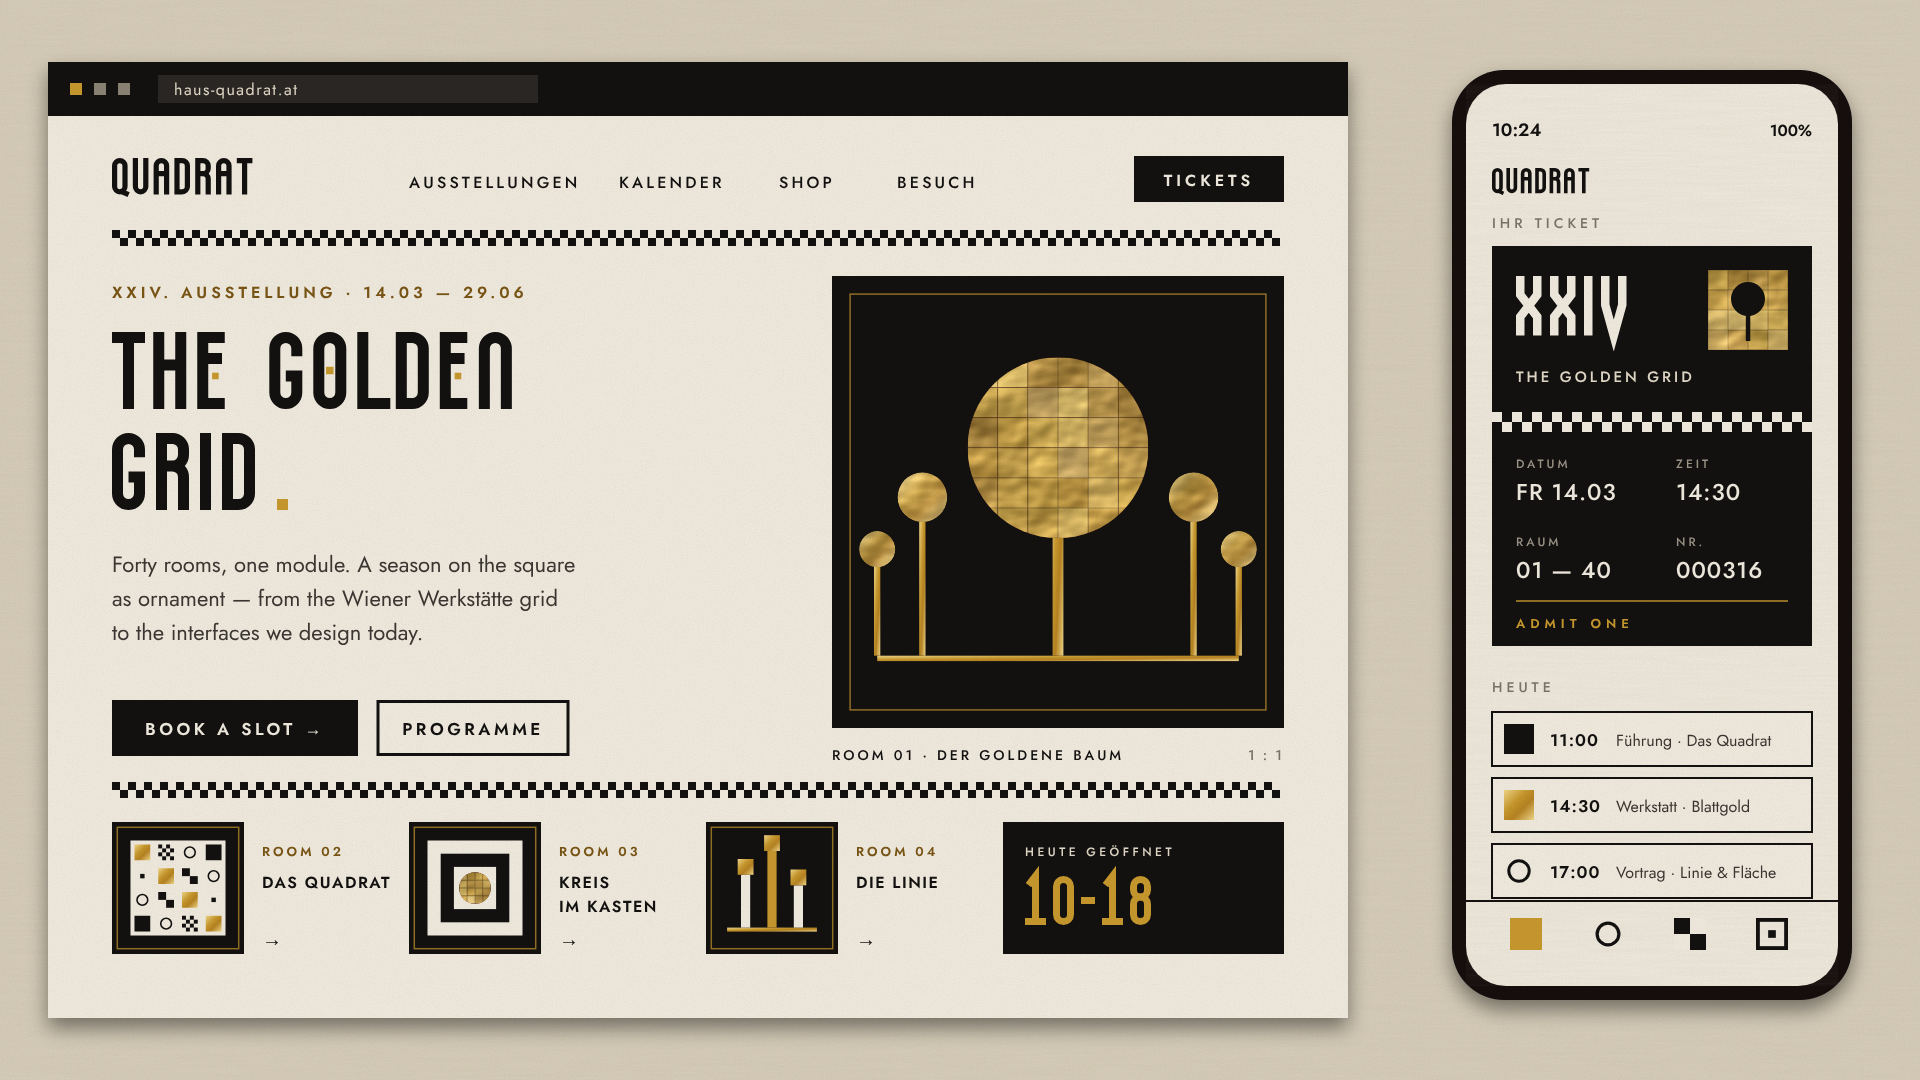 haus-quadrat.at
QUADRAT
AUSSTELLUNGEN
KALENDER
SHOP
BESUCH
TICKETS
XXIV. AUSSTELLUNG · 14.03 — 29.06
THE GOLDEN
GRID.
Forty rooms, one module. A season on the square
as ornament — from the Wiener Werkstätte grid
to the interfaces we design today.
BOOK A SLOT →
PROGRAMME
ROOM 01 · DER GOLDENE BAUM
1 : 1
ROOM 02
DAS QUADRAT
→
ROOM 03
KREIS
IM KASTEN
→
ROOM 04
DIE LINIE
→
HEUTE GEÖFFNET
10-18
10:24
100%
QUADRAT
IHR TICKET
XXIV
THE GOLDEN GRID
DATUM
ZEIT
FR 14.03
14:30
RAUM
NR.
01 — 40
000316
ADMIT ONE
HEUTE
11:00 Führung · Das Quadrat
14:30 Werkstatt · Blattgold
17:00 Vortrag · Linie & Fläche